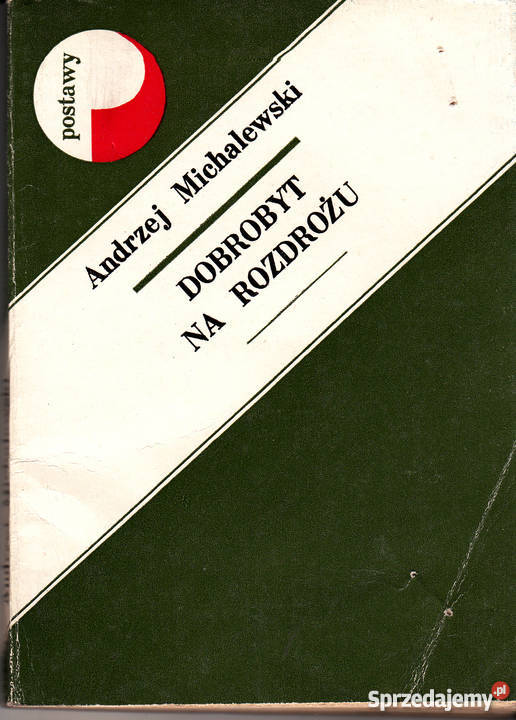 postawy
Andrzej Michalewski
DOBROBYT
NA ROZDROŻU
Sprzedajemy.pl